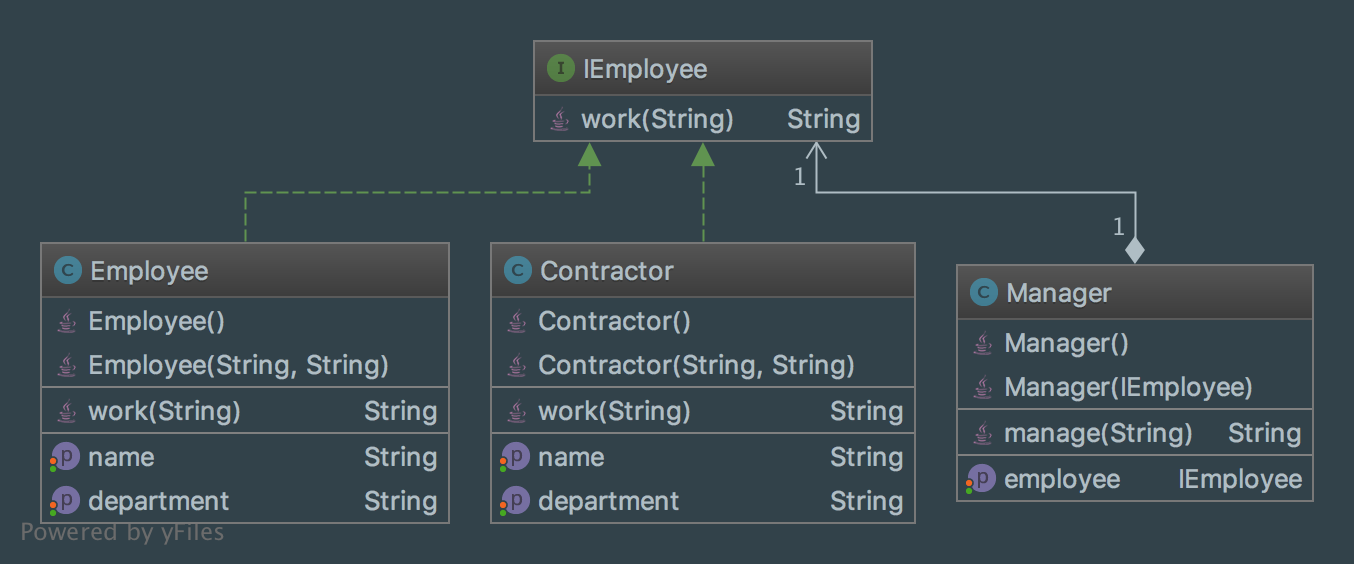 I IEmployee
work(String) String
1
1
C Employee
Employee()
Employee(String, String)
work(String) String
p name String
p department String
C Contractor
Contractor()
Contractor(String, String)
work(String) String
p name String
p department String
C Manager
Manager()
Manager(IEmployee)
manage(String) String
p employee IEmployee
Powered by yFiles